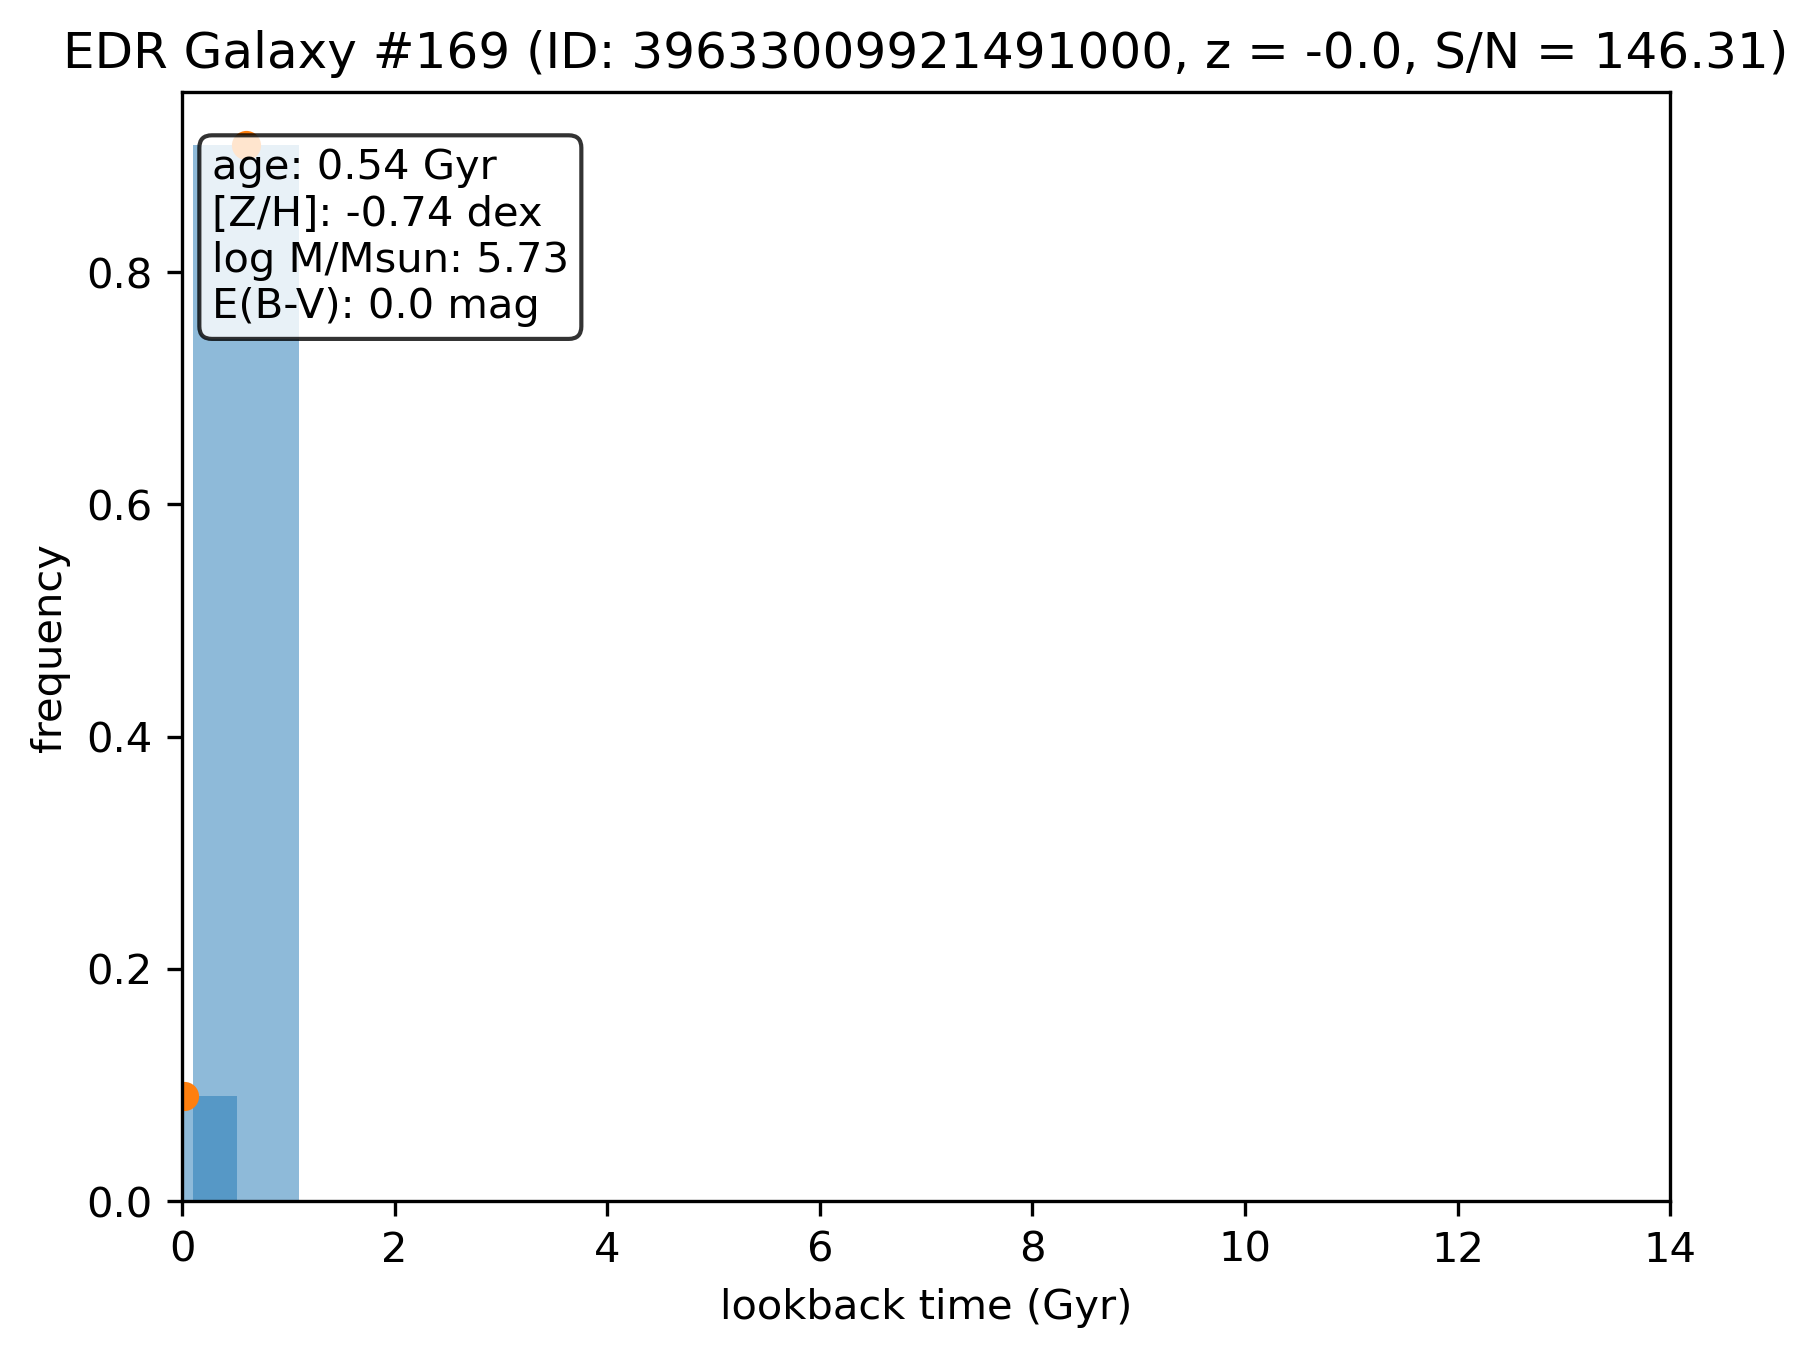 EDR Galaxy #169 (ID: 39633009921491000, z = -0.0, S/N = 146.31)
age: 0.54 Gyr
[Z/H]: -0.74 dex
log M/Msun: 5.73
E(B-V): 0.0 mag
0.8
0.6
0.4
0.2
0.0
frequency
0 2 4 6 8 10 12 14
lookback time (Gyr)